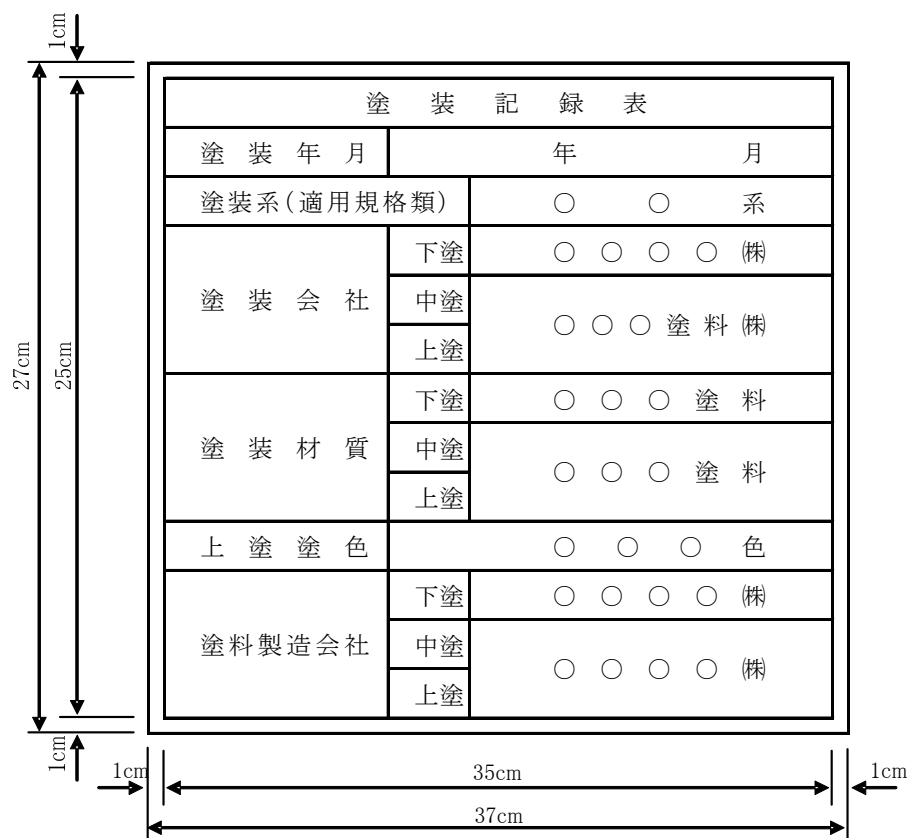 1cm
27cm
25cm
塗装記録表
塗装年月 年 月
塗装系(適用規格類) ○ ○ 系
塗装会社 下塗 ○○○○㈱
中塗 ○○○塗料㈱
上塗
塗装材質 下塗 ○○○塗料
中塗 ○○○塗料
上塗
上塗塗色 ○○○色
塗料製造会社 下塗 ○○○○㈱
中塗 ○○○○㈱
上塗
1cm
1cm 35cm 1cm
37cm